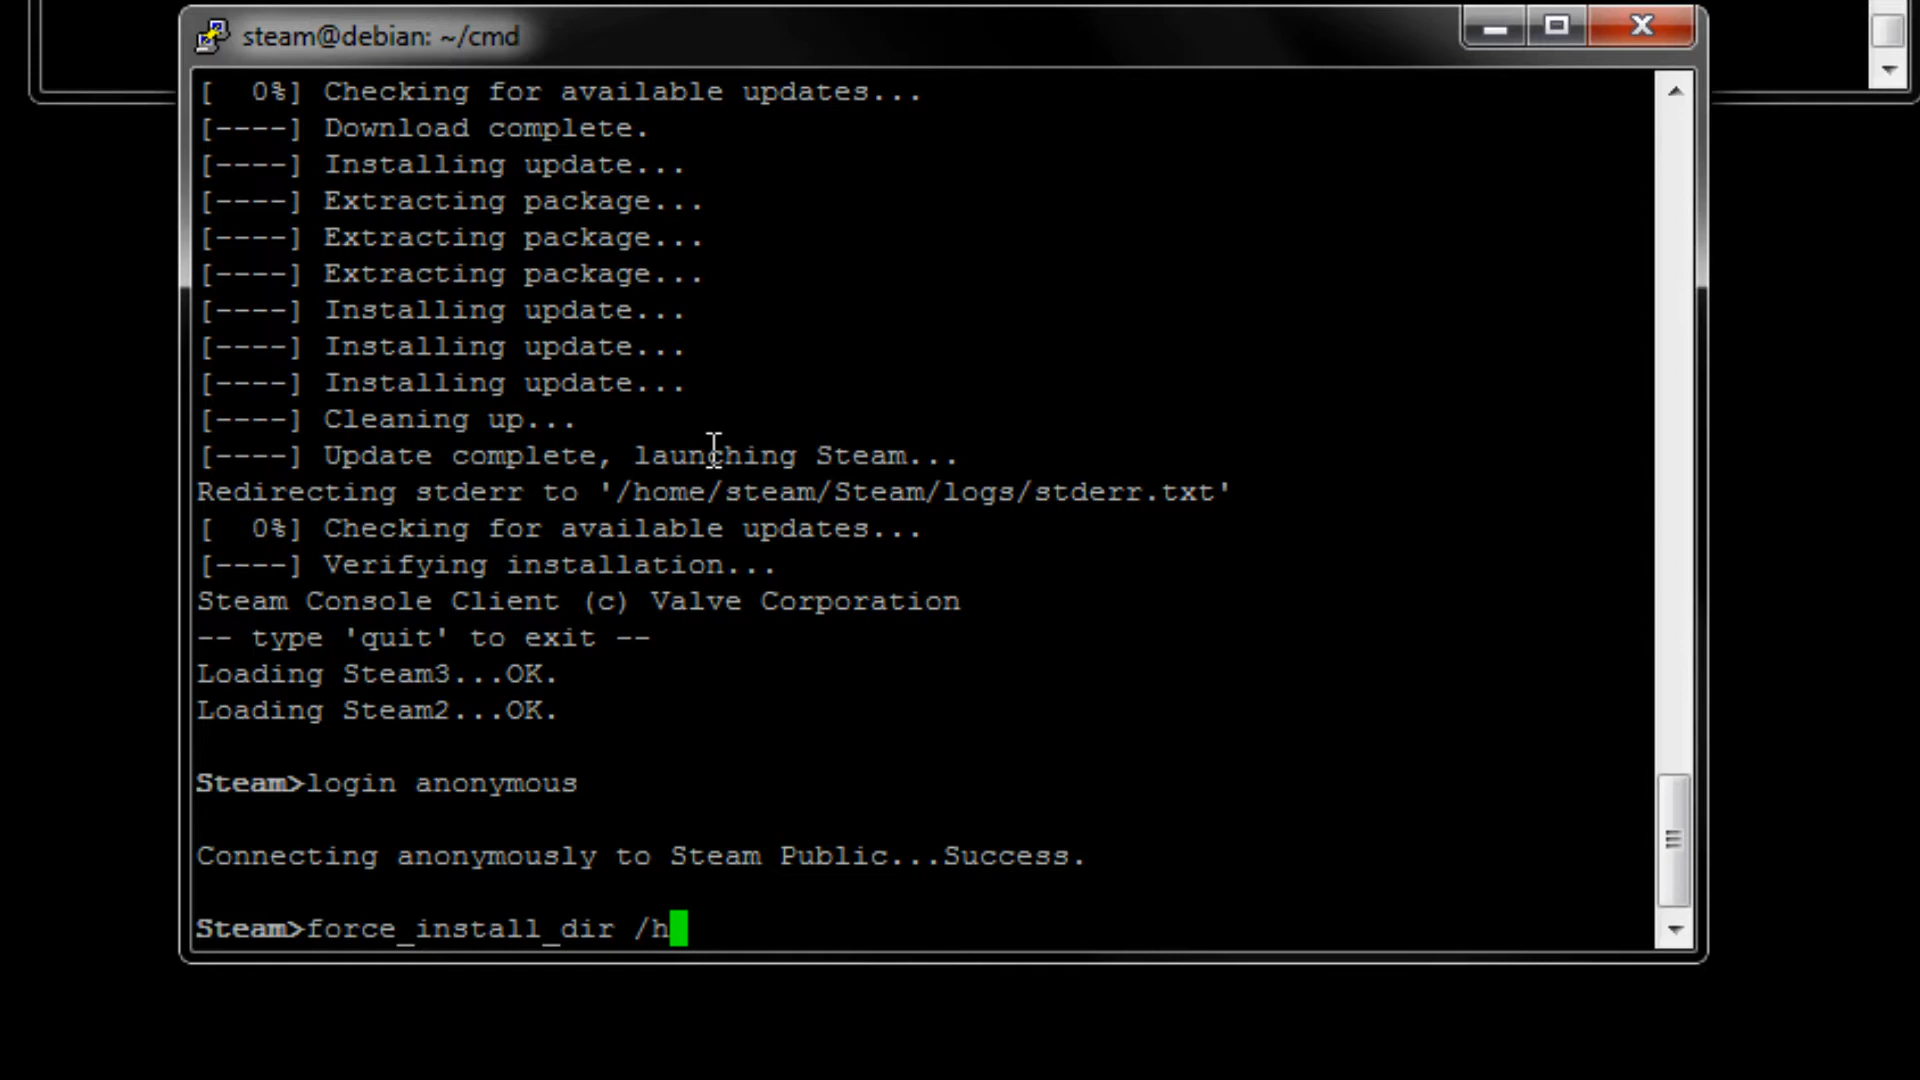 steam@debian: ~/cmd
[  0%] Checking for available updates...
[----] Download complete.
[----] Installing update...
[----] Extracting package...
[----] Extracting package...
[----] Extracting package...
[----] Installing update...
[----] Installing update...
[----] Installing update...
[----] Cleaning up...
[----] Update complete, launching Steam...
Redirecting stderr to '/home/steam/Steam/logs/stderr.txt'
[  0%] Checking for available updates...
[----] Verifying installation...
Steam Console Client (c) Valve Corporation
-- type 'quit' to exit --
Loading Steam3...OK.
Loading Steam2...OK.
Steam>login anonymous
Connecting anonymously to Steam Public...Success.
Steam>force_install_dir /h